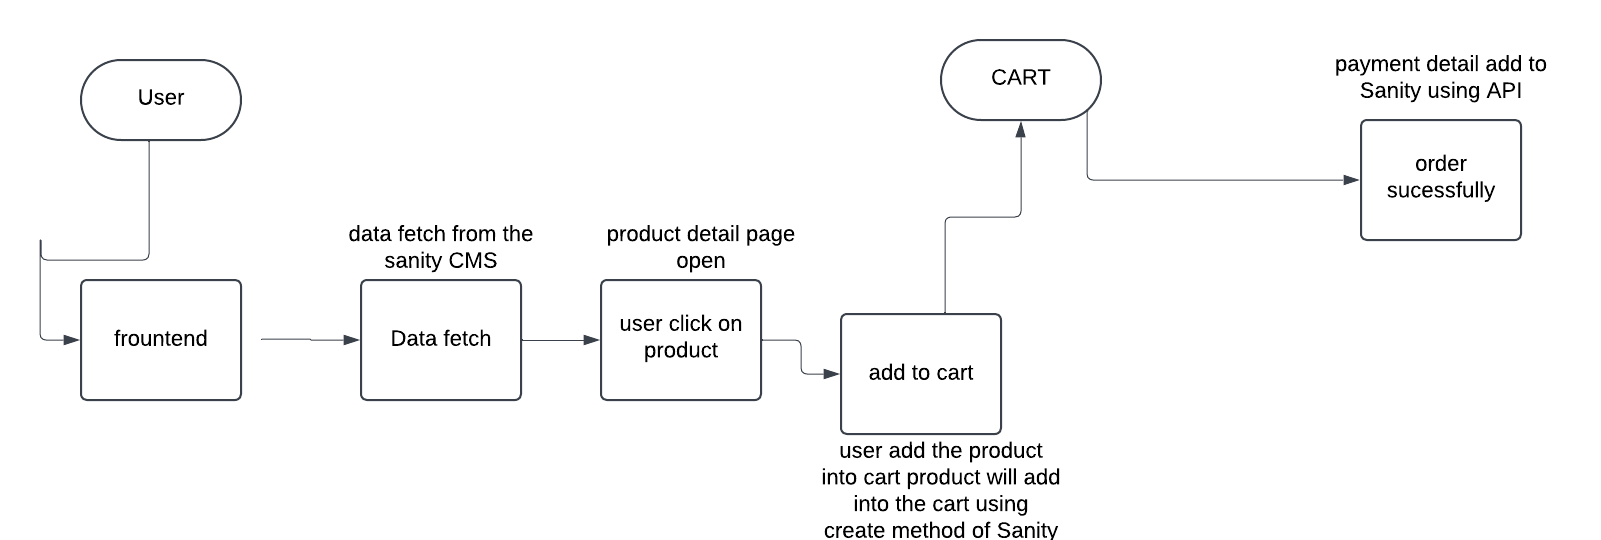 User
CART
payment detail add to
Sanity using API
order
sucessfully
data fetch from the
sanity CMS
product detail page
open
frountend
Data fetch
user click on
product
add to cart
user add the product
into cart product will add
into the cart using
create method of Sanity